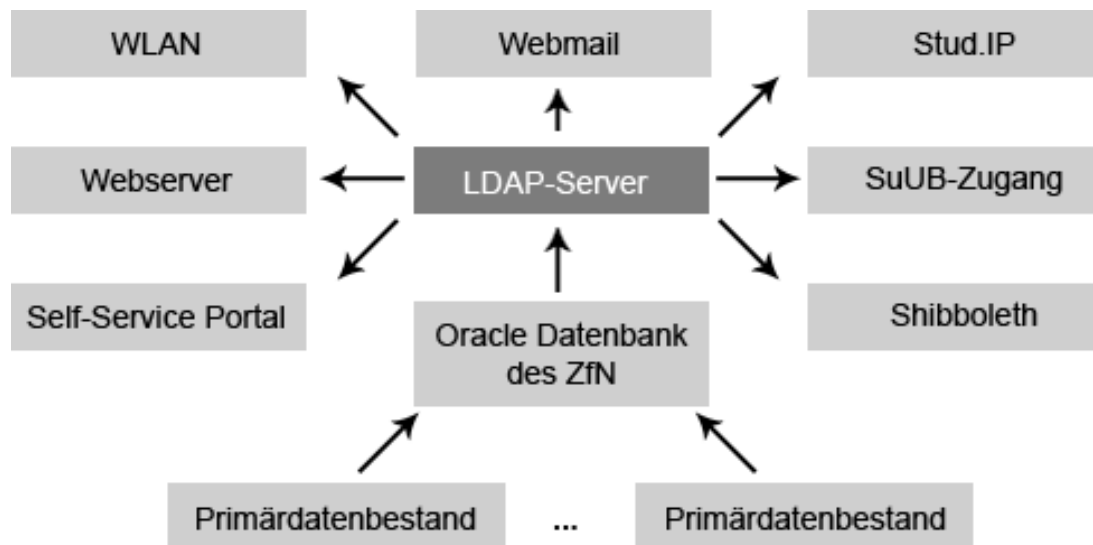 WLAN
Webmail
Stud.IP
Webserver
LDAP-Server
SuUB-Zugang
Self-Service Portal
Oracle Datenbank
des ZfN
Shibboleth
Primärdatenbestand
...
Primärdatenbestand